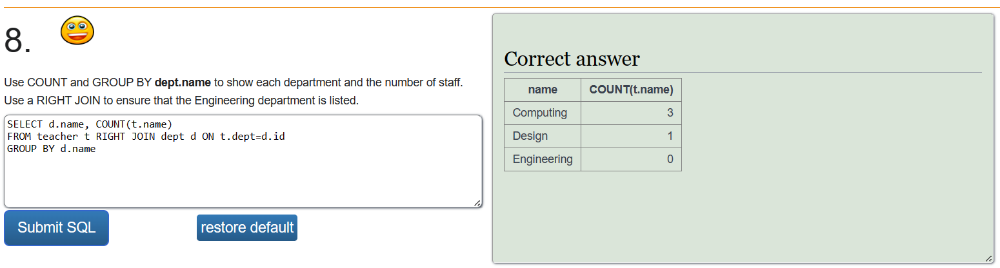 8.
Use COUNT and GROUP BY dept.name to show each department and the number of staff.
Use a RIGHT JOIN to ensure that the Engineering department is listed.
SELECT d.name, COUNT(t.name)
FROM teacher t RIGHT JOIN dept d ON t.dept=d.id
GROUP BY d.name
Submit SQL restore default
Correct answer
name COUNT(t.name)
Computing 3
Design 1
Engineering 0